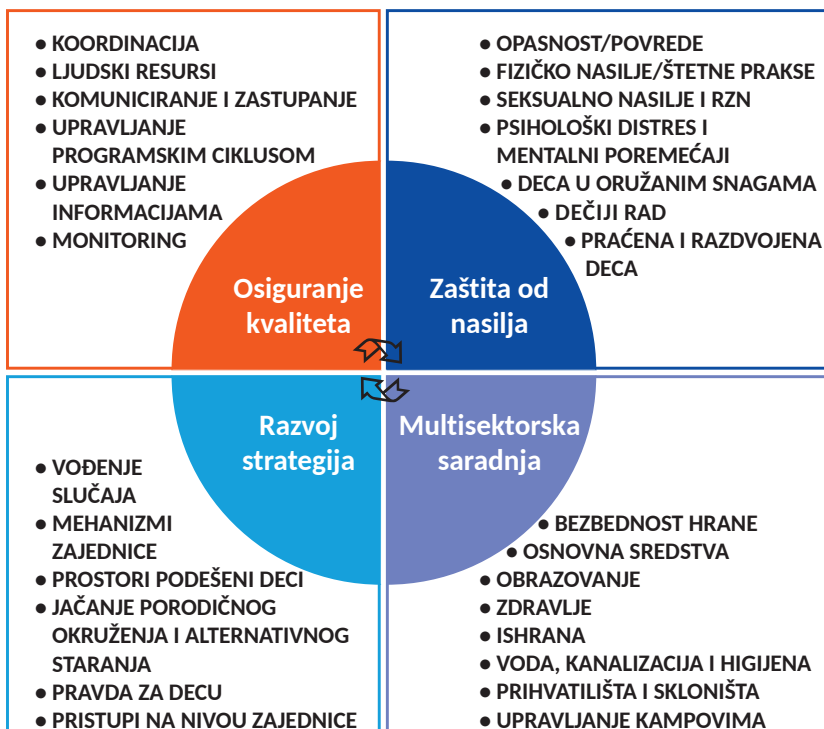 ● KOORDINACIJA
● LJUDSKI RESURSI
● KOMUNICIRANJE I ZASTUPANJE
● UPRAVLJANJE
PROGRAMSKIM CIKLUSOM
● UPRAVLJANJE
INFORMACIJAMA
● MONITORING
Osiguranje
kvaliteta
● OPASNOST/POVREDE
● FIZIČKO NASILJE/ŠTETNE PRAKSE
● SEKSUALNO NASILJE I RZN
● PSIHOLOŠKI DISTRES I
MENTALNI POREMEĆAJI
● DECA U ORUŽANIM SNAGAMA
● DEČIJI RAD
● PRAĆENA I RAZDVOJENA
DECA
Zaštita od
nasilja
Razvoj
strategija
● VOĐENJE
SLUČAJA
● MEHANIZMI
ZAJEDNICE
● PROSTORI PODEŠENI DECI
● JAČANJE PORODIČNOG
OKRUŽENJA I ALTERNATIVNOG
STARANJA
● PRAVDA ZA DECU
● PRISTUPI NA NIVOU ZAJEDNICE
Multisektorska
saradnja
● BEZBEDNOST HRANE
● OSNOVNA SREDSTVA
● OBRAZOVANJE
● ZDRAVLJE
● ISHRANA
● VODA, KANALIZACIJA I HIGIJENA
● PRIHVATILIŠTA I SKLONIŠTA
● UPRAVLJANJE KAMPOVIMA